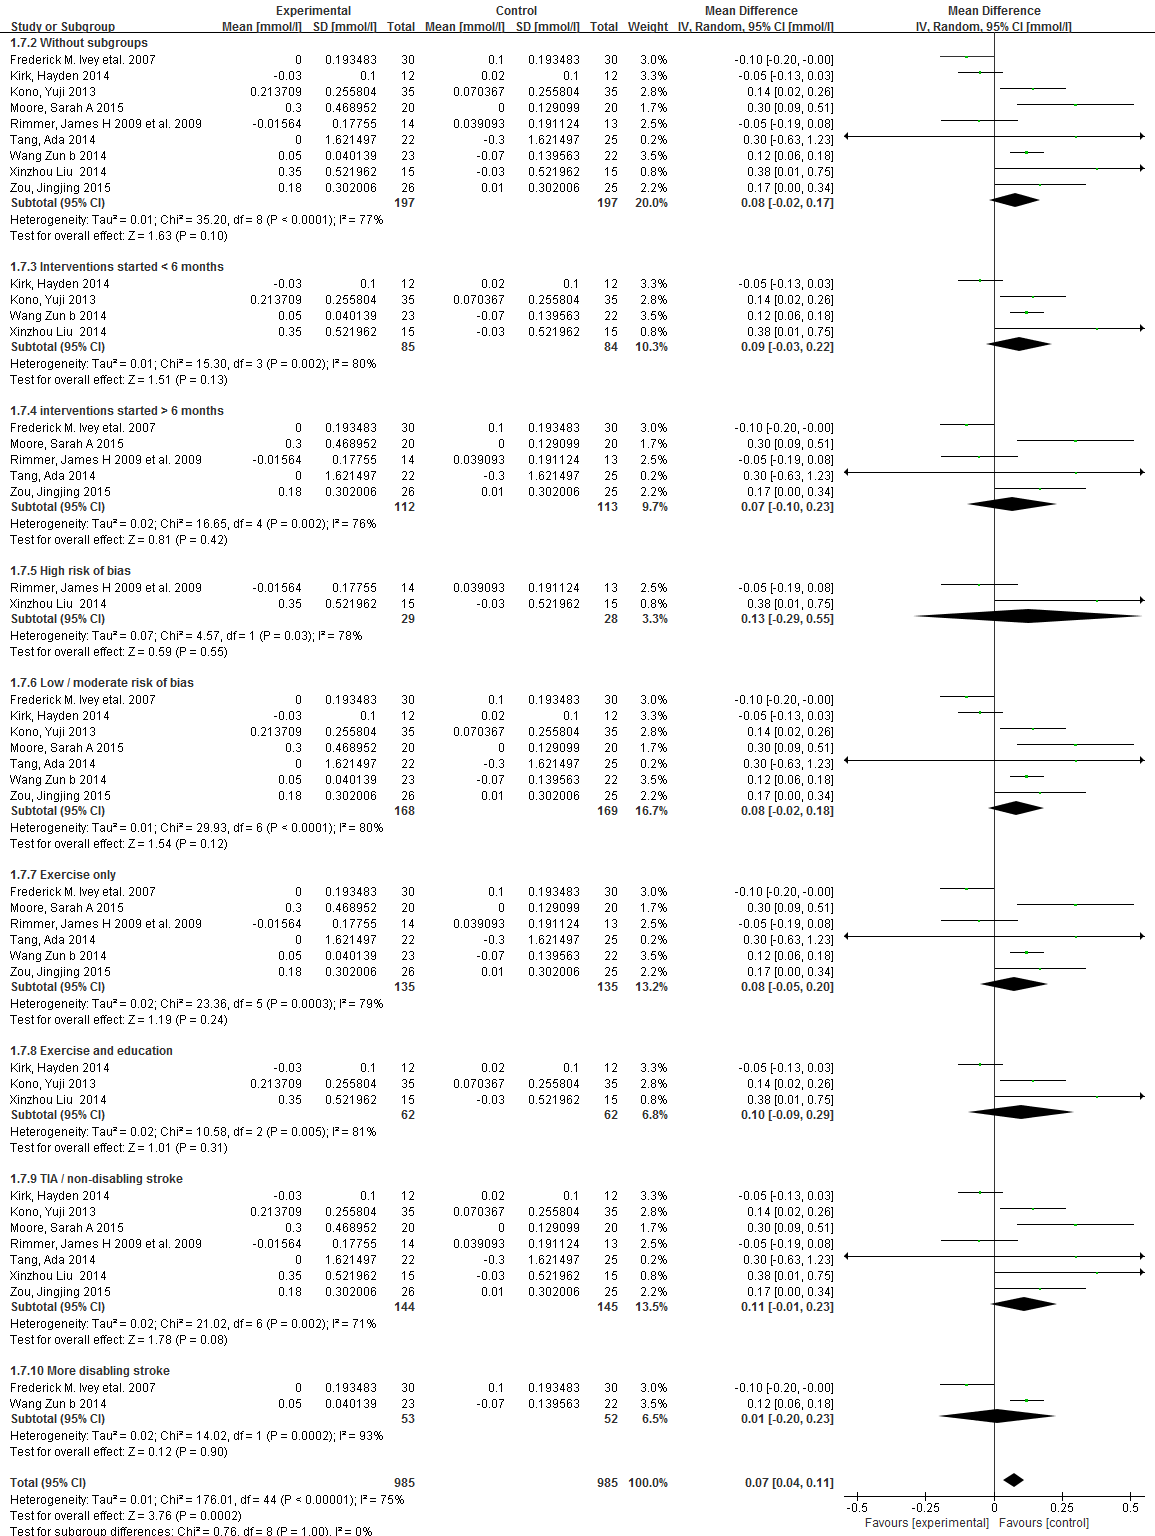 Experimental Control Mean Difference Mean Difference
Study or Subgroup Mean [mmol/l] SD [mmol/l] Total Mean [mmol/l] SD [mmol/l] Total Weight IV, Random, 95% CI [mmol/l] IV, Random, 95% CI [mmol/l]
1.7.2 Without subgroups
Frederick M. Ivey etal. 2007 0 0.193483 30 0.1 0.193483 30 3.0% -0.10 [-0.20, -0.00]
Kirk, Hayden 2014 -0.03 0.1 12 0.02 0.1 12 3.3% -0.05 [-0.13, 0.03]
Kono, Yuji 2013 0.213709 0.255804 35 0.070367 0.255804 35 2.8% 0.14 [0.02, 0.26]
Moore, Sarah A 2015 0.3 0.468952 20 0 0.129099 20 1.7% 0.30 [0.09, 0.51]
Rimmer, James H 2009 et al. 2009 -0.01564 0.17755 14 0.039093 0.191124 13 2.5% -0.05 [-0.19, 0.08]
Tang, Ada 2014 0 1.621497 22 -0.3 1.621497 25 0.2% 0.30 [-0.63, 1.23]
Wang Zun b 2014 0.05 0.040139 23 -0.07 0.139563 22 3.5% 0.12 [0.06, 0.18]
Xinzhou Liu 2014 0.35 0.521962 15 -0.03 0.521962 15 0.8% 0.38 [0.01, 0.75]
Zou, Jingjing 2015 0.18 0.302006 26 0.01 0.302006 25 2.2% 0.17 [0.00, 0.34]
Subtotal (95% CI) 197 197 20.0% 0.08 [-0.02, 0.17]
Heterogeneity: Tau² = 0.01; Chi² = 35.20, df = 8 (P < 0.0001); I² = 77%
Test for overall effect: Z = 1.63 (P = 0.10)
1.7.3 Interventions started < 6 months
Kirk, Hayden 2014 -0.03 0.1 12 0.02 0.1 12 3.3% -0.05 [-0.13, 0.03]
Kono, Yuji 2013 0.213709 0.255804 35 0.070367 0.255804 35 2.8% 0.14 [0.02, 0.26]
Wang Zun b 2014 0.05 0.040139 23 -0.07 0.139563 22 3.5% 0.12 [0.06, 0.18]
Xinzhou Liu 2014 0.35 0.521962 15 -0.03 0.521962 15 0.8% 0.38 [0.01, 0.75]
Subtotal (95% CI) 85 84 10.3% 0.09 [-0.03, 0.22]
Heterogeneity: Tau² = 0.01; Chi² = 15.30, df = 3 (P = 0.002); I² = 80%
Test for overall effect: Z = 1.51 (P = 0.13)
1.7.4 interventions started > 6 months
Frederick M. Ivey etal. 2007 0 0.193483 30 0.1 0.193483 30 3.0% -0.10 [-0.20, -0.00]
Moore, Sarah A 2015 0.3 0.468952 20 0 0.129099 20 1.7% 0.30 [0.09, 0.51]
Rimmer, James H 2009 et al. 2009 -0.01564 0.17755 14 0.039093 0.191124 13 2.5% -0.05 [-0.19, 0.08]
Tang, Ada 2014 0 1.621497 22 -0.3 1.621497 25 0.2% 0.30 [-0.63, 1.23]
Zou, Jingjing 2015 0.18 0.302006 26 0.01 0.302006 25 2.2% 0.17 [0.00, 0.34]
Subtotal (95% CI) 112 113 9.7% 0.07 [-0.10, 0.23]
Heterogeneity: Tau² = 0.02; Chi² = 16.65, df = 4 (P = 0.002); I² = 76%
Test for overall effect: Z = 0.81 (P = 0.42)
1.7.5 High risk of bias
Rimmer, James H 2009 et al. 2009 -0.01564 0.17755 14 0.039093 0.191124 13 2.5% -0.05 [-0.19, 0.08]
Xinzhou Liu 2014 0.35 0.521962 15 -0.03 0.521962 15 0.8% 0.38 [0.01, 0.75]
Subtotal (95% CI) 29 28 3.3% 0.13 [-0.29, 0.55]
Heterogeneity: Tau² = 0.07; Chi² = 4.57, df = 1 (P = 0.03); I² = 78%
Test for overall effect: Z = 0.59 (P = 0.55)
1.7.6 Low / moderate risk of bias
Frederick M. Ivey etal. 2007 0 0.193483 30 0.1 0.193483 30 3.0% -0.10 [-0.20, -0.00]
Kirk, Hayden 2014 -0.03 0.1 12 0.02 0.1 12 3.3% -0.05 [-0.13, 0.03]
Kono, Yuji 2013 0.213709 0.255804 35 0.070367 0.255804 35 2.8% 0.14 [0.02, 0.26]
Moore, Sarah A 2015 0.3 0.468952 20 0 0.129099 20 1.7% 0.30 [0.09, 0.51]
Tang, Ada 2014 0 1.621497 22 -0.3 1.621497 25 0.2% 0.30 [-0.63, 1.23]
Wang Zun b 2014 0.05 0.040139 23 -0.07 0.139563 22 3.5% 0.12 [0.06, 0.18]
Zou, Jingjing 2015 0.18 0.302006 26 0.01 0.302006 25 2.2% 0.17 [0.00, 0.34]
Subtotal (95% CI) 168 169 16.7% 0.08 [-0.02, 0.18]
Heterogeneity: Tau² = 0.01; Chi² = 29.93, df = 6 (P < 0.0001); I² = 80%
Test for overall effect: Z = 1.54 (P = 0.12)
1.7.7 Exercise only
Frederick M. Ivey etal. 2007 0 0.193483 30 0.1 0.193483 30 3.0% -0.10 [-0.20, -0.00]
Moore, Sarah A 2015 0.3 0.468952 20 0 0.129099 20 1.7% 0.30 [0.09, 0.51]
Rimmer, James H 2009 et al. 2009 -0.01564 0.17755 14 0.039093 0.191124 13 2.5% -0.05 [-0.19, 0.08]
Tang, Ada 2014 0 1.621497 22 -0.3 1.621497 25 0.2% 0.30 [-0.63, 1.23]
Wang Zun b 2014 0.05 0.040139 23 -0.07 0.139563 22 3.5% 0.12 [0.06, 0.18]
Zou, Jingjing 2015 0.18 0.302006 26 0.01 0.302006 25 2.2% 0.17 [0.00, 0.34]
Subtotal (95% CI) 135 135 13.2% 0.08 [-0.05, 0.20]
Heterogeneity: Tau² = 0.02; Chi² = 23.36, df = 5 (P = 0.0003); I² = 79%
Test for overall effect: Z = 1.19 (P = 0.24)
1.7.8 Exercise and education
Kirk, Hayden 2014 -0.03 0.1 12 0.02 0.1 12 3.3% -0.05 [-0.13, 0.03]
Kono, Yuji 2013 0.213709 0.255804 35 0.070367 0.255804 35 2.8% 0.14 [0.02, 0.26]
Xinzhou Liu 2014 0.35 0.521962 15 -0.03 0.521962 15 0.8% 0.38 [0.01, 0.75]
Subtotal (95% CI) 62 62 6.8% 0.10 [-0.09, 0.29]
Heterogeneity: Tau² = 0.02; Chi² = 10.58, df = 2 (P = 0.005); I² = 81%
Test for overall effect: Z = 1.01 (P = 0.31)
1.7.9 TIA / non-disabling stroke
Kirk, Hayden 2014 -0.03 0.1 12 0.02 0.1 12 3.3% -0.05 [-0.13, 0.03]
Kono, Yuji 2013 0.213709 0.255804 35 0.070367 0.255804 35 2.8% 0.14 [0.02, 0.26]
Moore, Sarah A 2015 0.3 0.468952 20 0 0.129099 20 1.7% 0.30 [0.09, 0.51]
Rimmer, James H 2009 et al. 2009 -0.01564 0.17755 14 0.039093 0.191124 13 2.5% -0.05 [-0.19, 0.08]
Tang, Ada 2014 0 1.621497 22 -0.3 1.621497 25 0.2% 0.30 [-0.63, 1.23]
Xinzhou Liu 2014 0.35 0.521962 15 -0.03 0.521962 15 0.8% 0.38 [0.01, 0.75]
Zou, Jingjing 2015 0.18 0.302006 26 0.01 0.302006 25 2.2% 0.17 [0.00, 0.34]
Subtotal (95% CI) 144 145 13.5% 0.11 [-0.01, 0.23]
Heterogeneity: Tau² = 0.02; Chi² = 21.02, df = 6 (P = 0.002); I² = 71%
Test for overall effect: Z = 1.78 (P = 0.08)
1.7.10 More disabling stroke
Frederick M. Ivey etal. 2007 0 0.193483 30 0.1 0.193483 30 3.0% -0.10 [-0.20, -0.00]
Wang Zun b 2014 0.05 0.040139 23 -0.07 0.139563 22 3.5% 0.12 [0.06, 0.18]
Subtotal (95% CI) 53 52 6.5% 0.01 [-0.20, 0.23]
Heterogeneity: Tau² = 0.02; Chi² = 14.02, df = 1 (P = 0.0002); I² = 93%
Test for overall effect: Z = 0.12 (P = 0.90)
Total (95% CI) 985 985 100.0% 0.07 [0.04, 0.11]
Heterogeneity: Tau² = 0.01; Chi² = 176.01, df = 44 (P < 0.00001); I² = 75%
Test for overall effect: Z = 3.76 (P = 0.0002)
Test for subgroup differences: Chi² = 0.76, df = 8 (P = 1.00), I² = 0%
-0.5 -0.25 0 0.25 0.5
Favours [experimental] Favours [control]